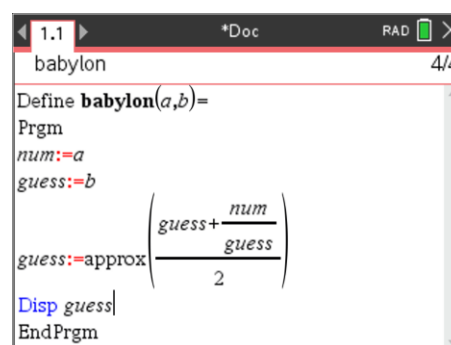 1.1 *Doc RAD
babylon 4/4
Define babylon(a,b)=
Prgm
num:=a
guess:=b
guess:=approx((guess+num/guess)/2)
Disp guess
EndPrgm